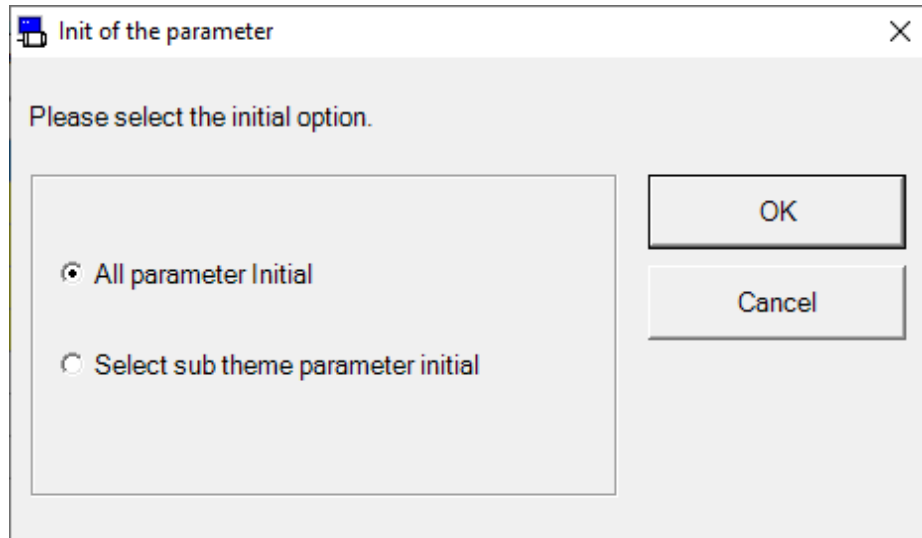 Init of the parameter
Please select the initial option.
All parameter Initial
Select sub theme parameter initial
OK
Cancel